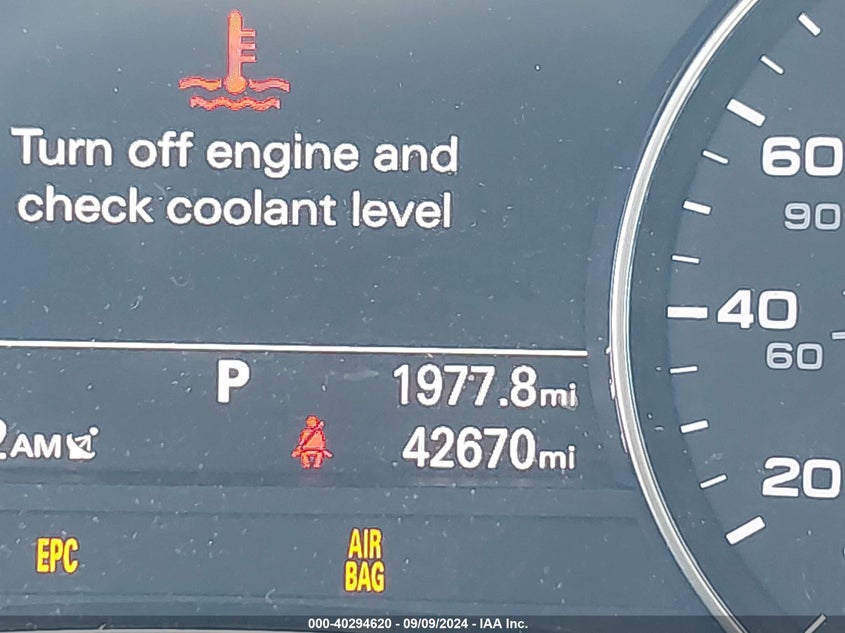 Turn off engine and
check coolant level
60
90
40
60
P 1977.8mi
AM 42670mi
20
EPC
AIR
BAG
000-40294620 - 09/09/2024 - IAA Inc.